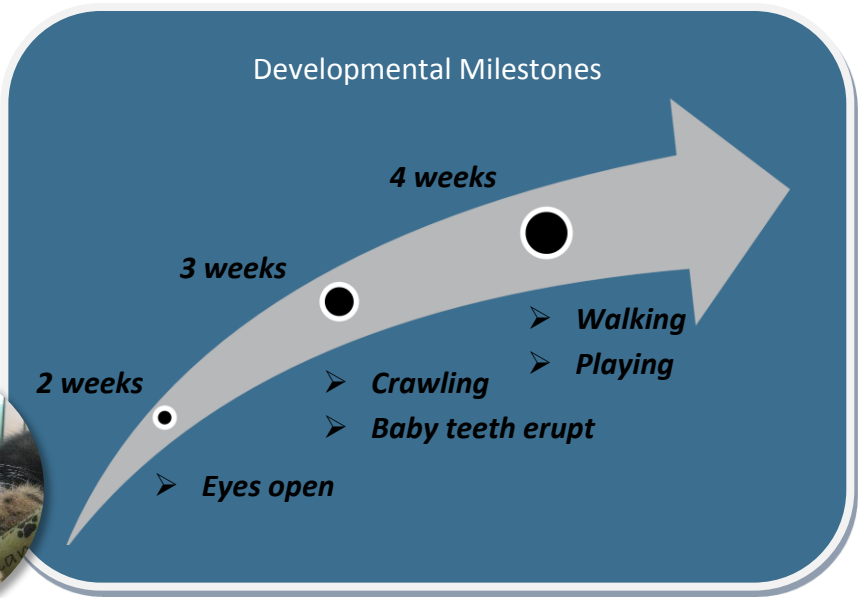 Developmental Milestones
4 weeks
3 weeks
➢ Walking
➢ Playing
2 weeks
➢ Crawling
➢ Baby teeth erupt
➢ Eyes open